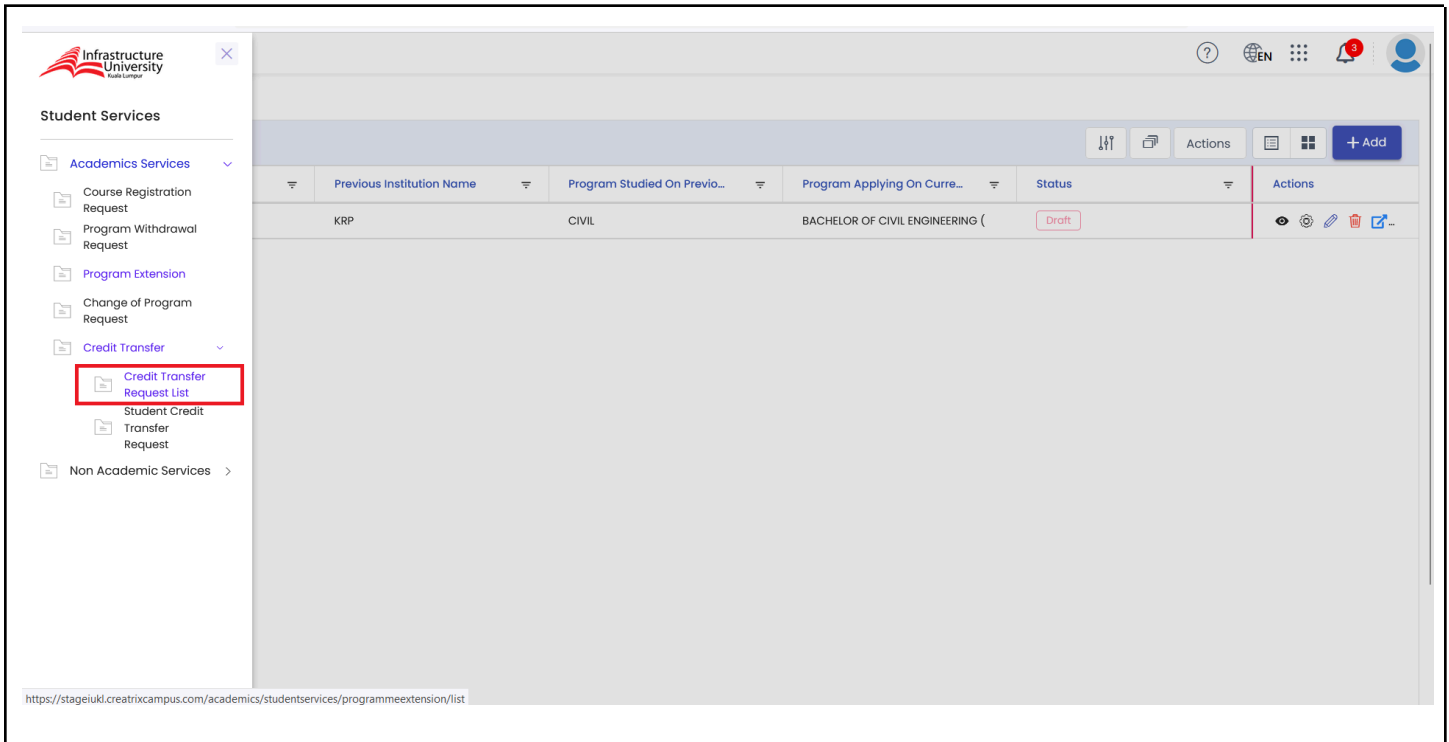 Infrastructure
University
Kuala Lumpur
EN
3
Student Services
Actions
+ Add
Academics Services
Course Registration
Request
Program Withdrawal
Request
Program Extension
Change of Program
Request
Credit Transfer
Credit Transfer
Request List
Student Credit
Transfer
Request
Non Academic Services
Previous Institution Name
Program Studied On Previo...
Program Applying On Curre...
Status
Actions
KRP
CIVIL
BACHELOR OF CIVIL ENGINEERING (
Draft
...
https://stageiukl.creatrixcampus.com/academics/studentservices/programmeextension/list